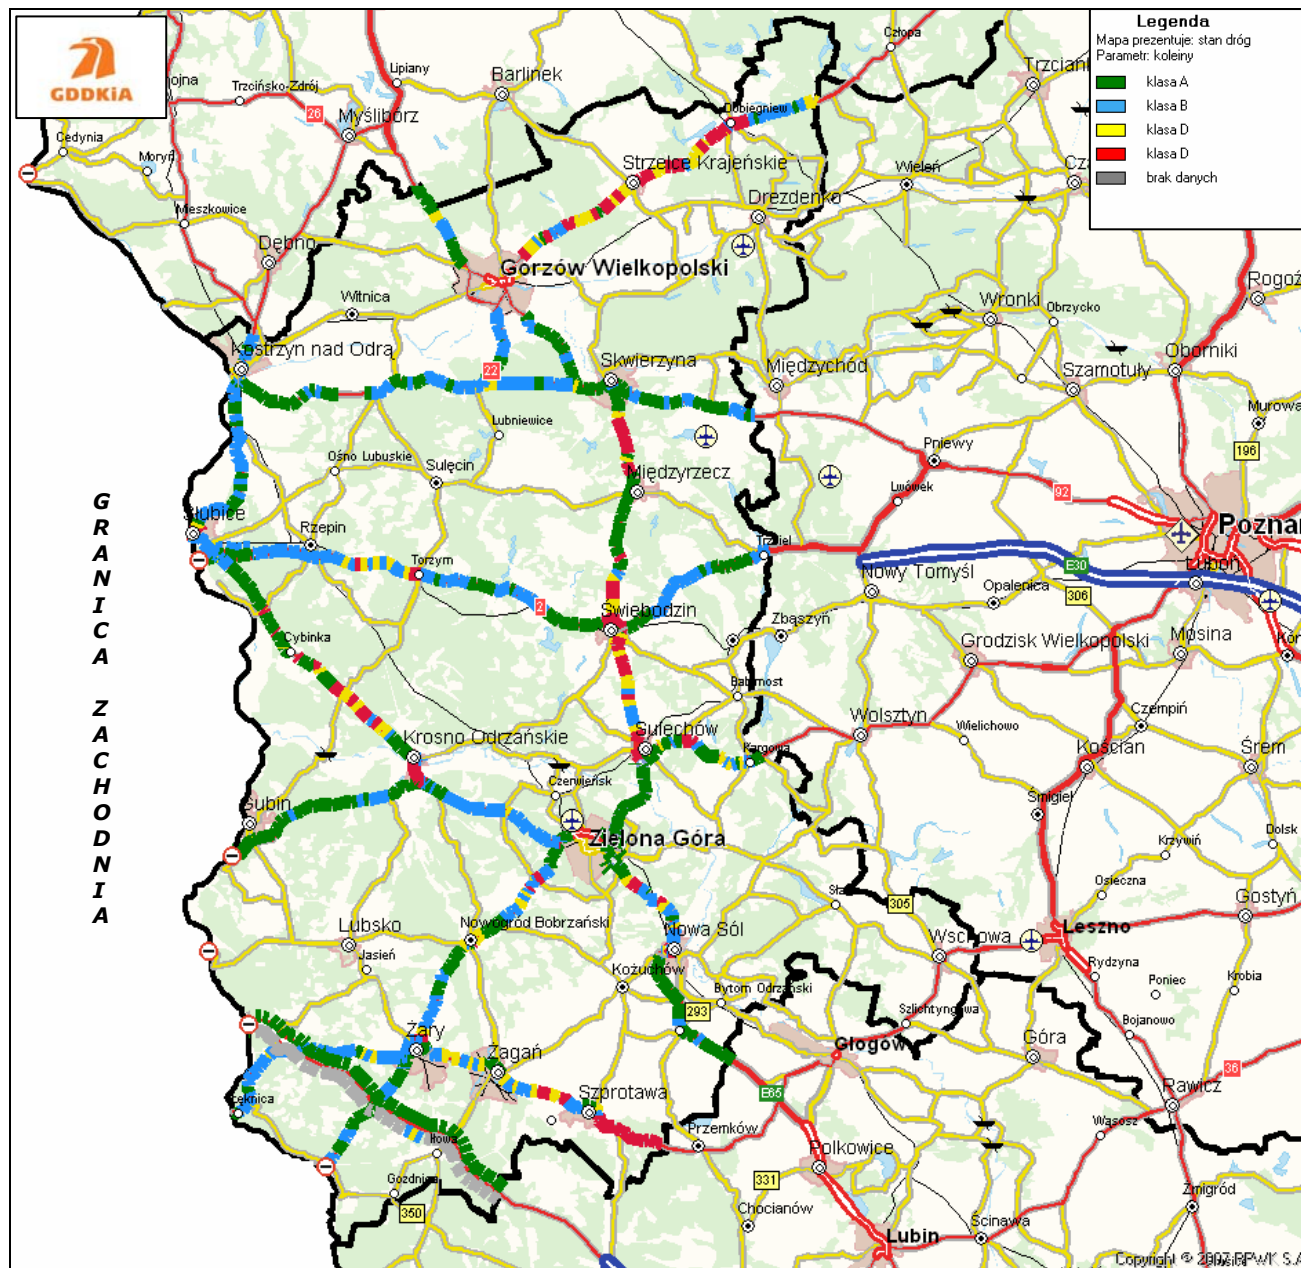 GDDKiA
Legenda
Mapa prezentuje: stan dróg
Parametr: koleiny
klasa A
klasa B
klasa D
klasa D
brak danych
Człopa
Lipiany
Barlinek
Trzcińsko-Zdrój
26
Myślibórz
Cedynia
Moryń
Dobiegniew
Strzelce Krajeńskie
Wieleń
Mieszkowice
Drezdenko
Dębno
Gorzów Wielkopolski
Witnica
Wronki
Obrzycko
Kostrzyn nad Odrą
22
Skwierzyna
Międzychód
Oborniki
Szamotuły
Lubniewice
Pniewy
196
Ośno Lubuskie
Sulęcin
Międzyrzecz
Lwówek
92
Słubice
Rzepin
Torzym
Trzciel
E30
Luboń
Nowy Tomyśl
Opalenica
306
2
Świebodzin
Zbąszyń
Cybinka
Grodzisk Wielkopolski
Mosina
Babimost
Krosno Odrzańskie
Sulechów
Kargowa
Wolsztyn
Wielichowo
Czempiń
Kościan
Śrem
Czerwieńsk
Gubin
Zielona Góra
Śmigiel
Krzywiń
Dolsk
Osieczna
305
Gostyń
Lubsko
Nowogród Bobrzański
Nowa Sól
Wschowa
Leszno
Jasień
Kożuchów
Bytom Odrzański
Rydzyna
Poniec
Krobia
293
Szlichtyngowa
Bojanowo
Żary
Żagań
Głogów
Góra
36
Łęknica
Szprotawa
E65
Rawicz
Iłowa
Przemków
Wąsosz
Polkowice
Gozdnica
331
350
Chocianów
Żmigród
Lubin
Ścinawa
GRANICA ZACHODNIA